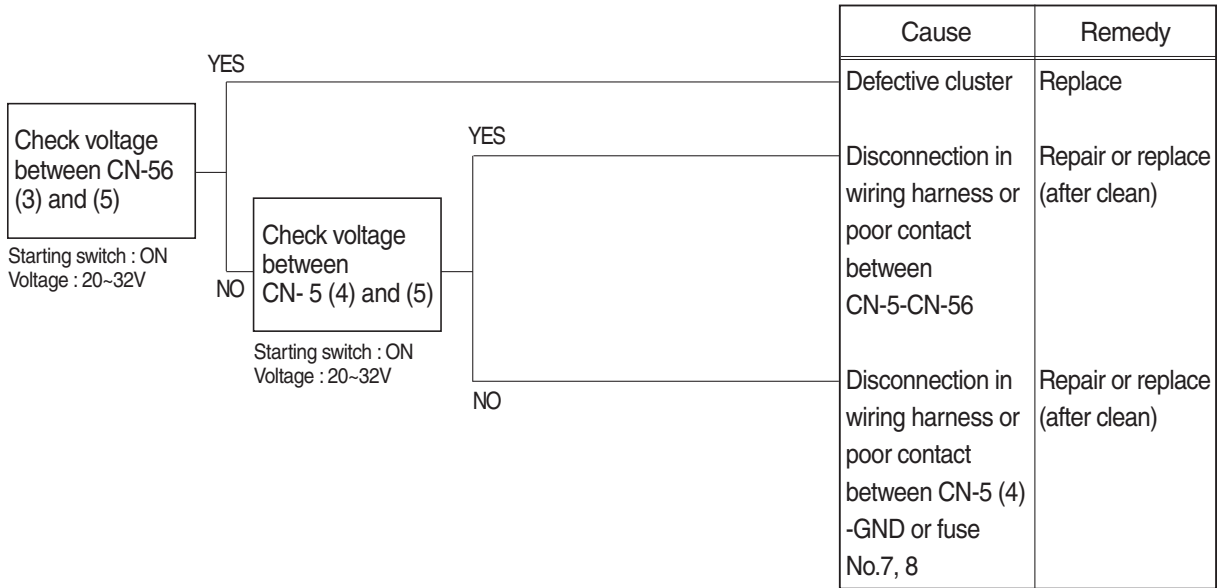 Cause
Remedy
YES
Defective cluster
Replace
Check voltage
between CN-56
(3) and (5)
Starting switch : ON
Voltage : 20~32V
YES
Disconnection in
wiring harness or
poor contact
between
CN-5-CN-56
Repair or replace
(after clean)
NO
Check voltage
between
CN- 5 (4) and (5)
Starting switch : ON
Voltage : 20~32V
NO
Disconnection in
wiring harness or
poor contact
between CN-5 (4)
-GND or fuse
No.7, 8
Repair or replace
(after clean)